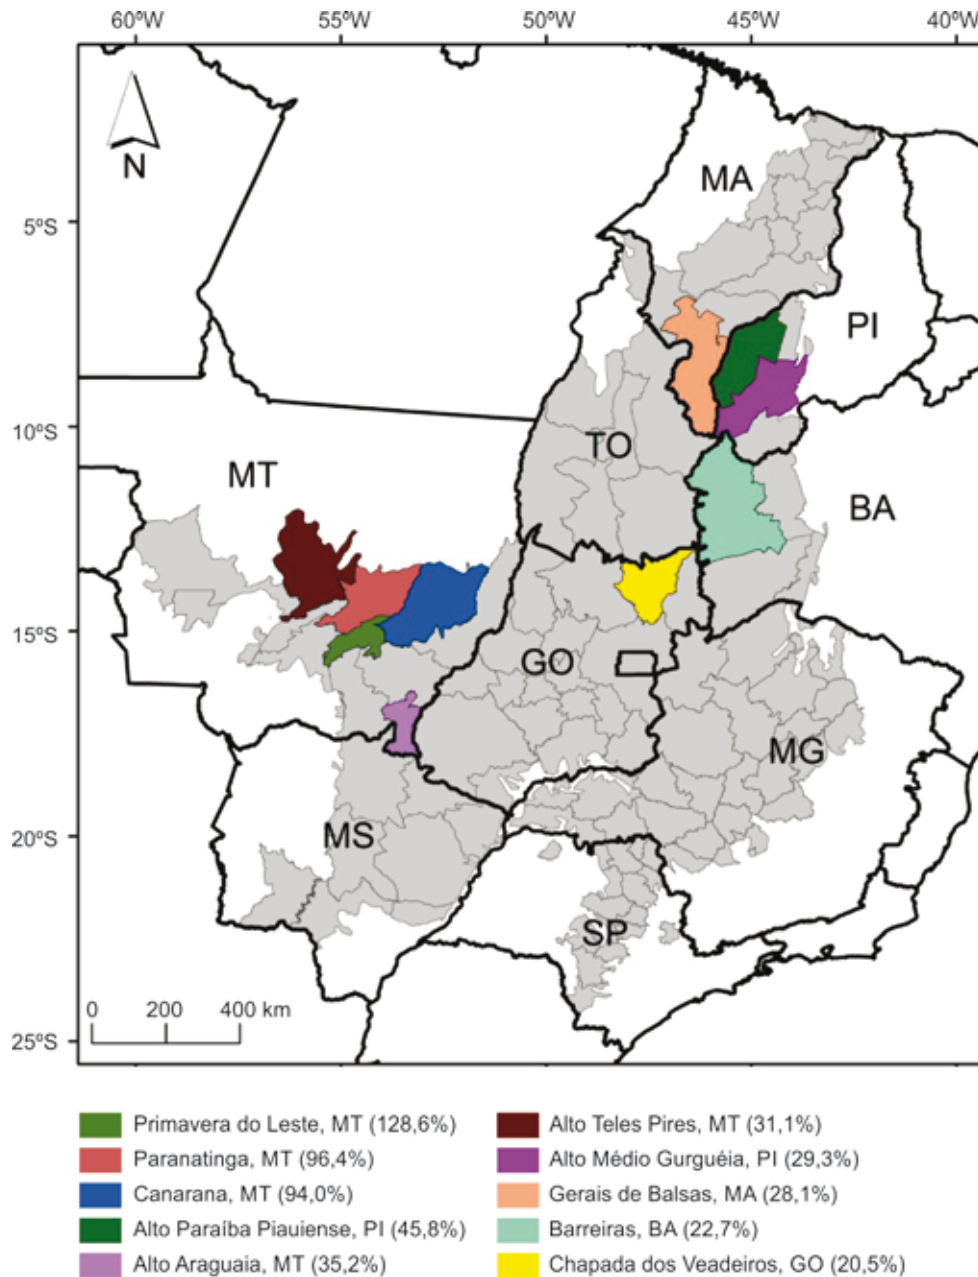 60ºW 55ºW 50ºW 45ºW 40ºW
N
MA
5ºS
PI
10ºS
TO
MT
BA
15ºS
GO
MG
20ºS
MS
SP
0 200 400 km
25ºS
Primavera do Leste, MT (128,6%)
Paranatinga, MT (96,4%)
Canarana, MT (94,0%)
Alto Paraíba Piauiense, PI (45,8%)
Alto Araguaia, MT (35,2%)
Alto Teles Pires, MT (31,1%)
Alto Médio Gurguéia, PI (29,3%)
Gerais de Balsas, MA (28,1%)
Barreiras, BA (22,7%)
Chapada dos Veadeiros, GO (20,5%)